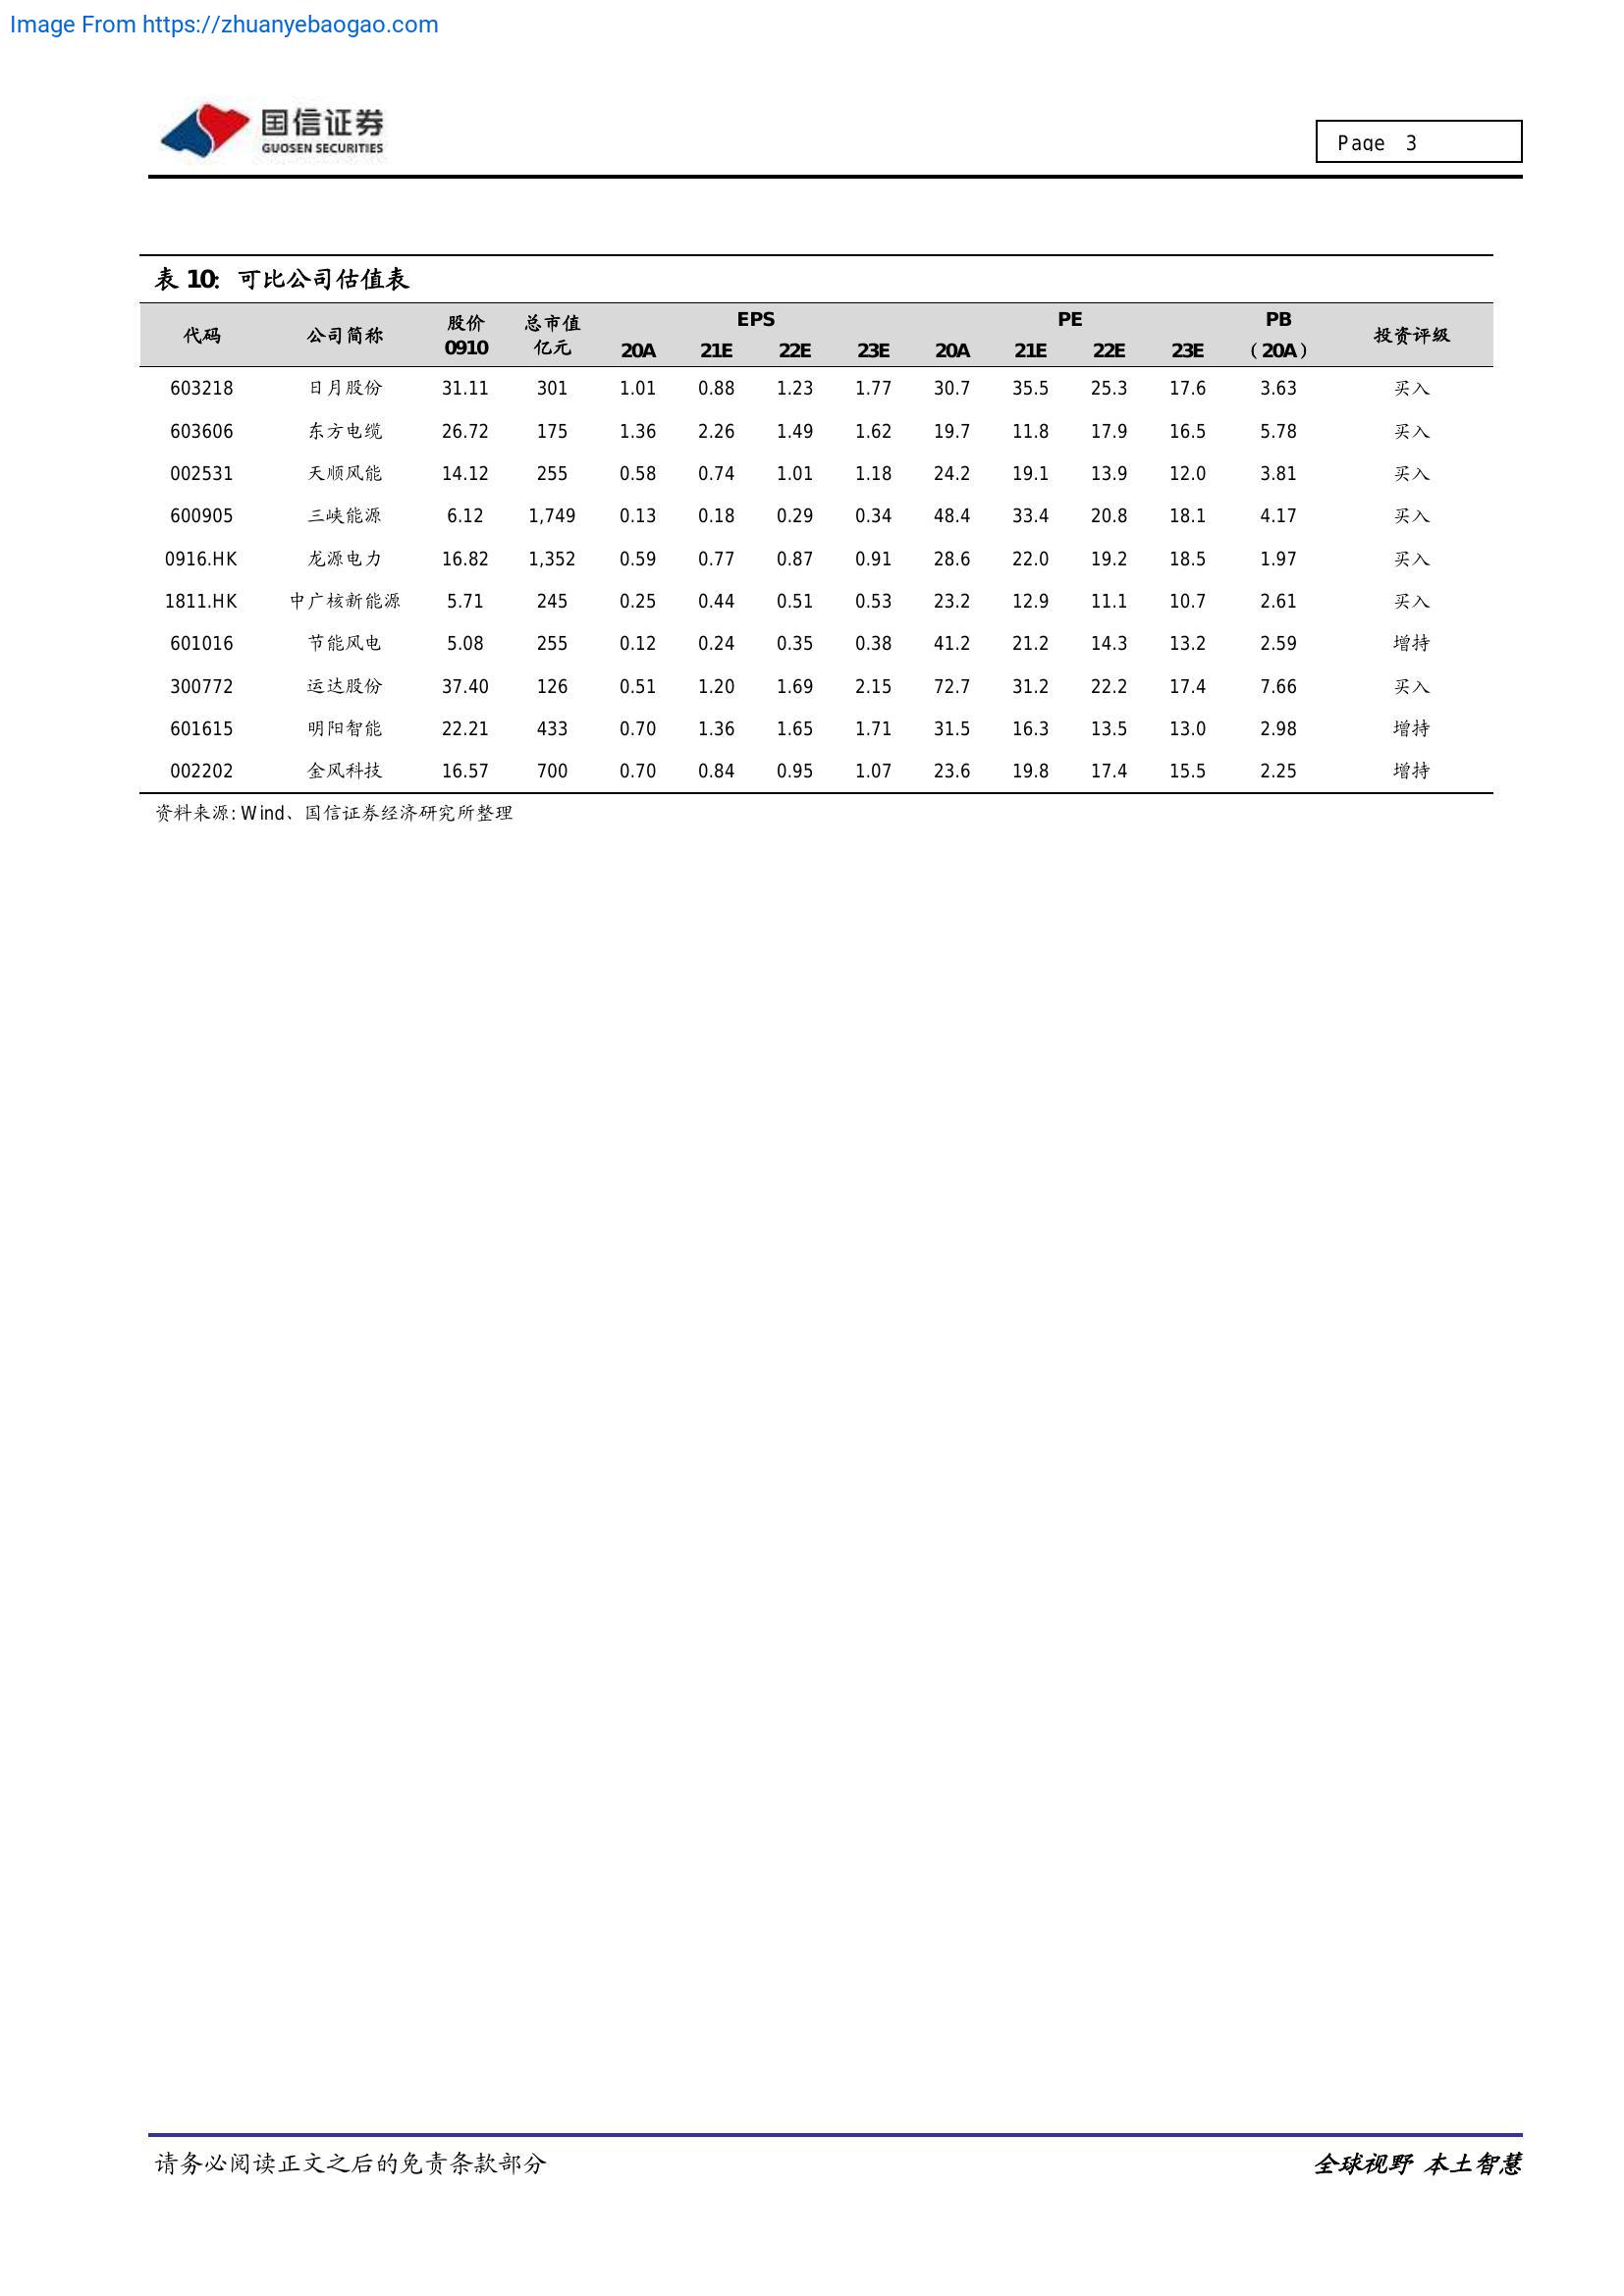 Image From https://zhuanyebaogao.com
国信证券
GUOSEN SECURITIES
Page 3
表 10: 可比公司估值表
代码 公司简称 股价 0910 总市值 亿元 EPS PE PB 投资评级
20A 21E 22E 23E 20A 21E 22E 23E （20A）
603218 日月股份 31.11 301 1.01 0.88 1.23 1.77 30.7 35.5 25.3 17.6 3.63 买入
603606 东方电缆 26.72 175 1.36 2.26 1.49 1.62 19.7 11.8 17.9 16.5 5.78 买入
002531 天顺风能 14.12 255 0.58 0.74 1.01 1.18 24.2 19.1 13.9 12.0 3.81 买入
600905 三峡能源 6.12 1,749 0.13 0.18 0.29 0.34 48.4 33.4 20.8 18.1 4.17 买入
0916.HK 龙源电力 16.82 1,352 0.59 0.77 0.87 0.91 28.6 22.0 19.2 18.5 1.97 买入
1811.HK 中广核新能源 5.71 245 0.25 0.44 0.51 0.53 23.2 12.9 11.1 10.7 2.61 买入
601016 节能风电 5.08 255 0.12 0.24 0.35 0.38 41.2 21.2 14.3 13.2 2.59 增持
300772 运达股份 37.40 126 0.51 1.20 1.69 2.15 72.7 31.2 22.2 17.4 7.66 买入
601615 明阳智能 22.21 433 0.70 1.36 1.65 1.71 31.5 16.3 13.5 13.0 2.98 增持
002202 金风科技 16.57 700 0.70 0.84 0.95 1.07 23.6 19.8 17.4 15.5 2.25 增持
资料来源: Wind、国信证券经济研究所整理
请务必阅读正文之后的免责条款部分
全球视野 本土智慧